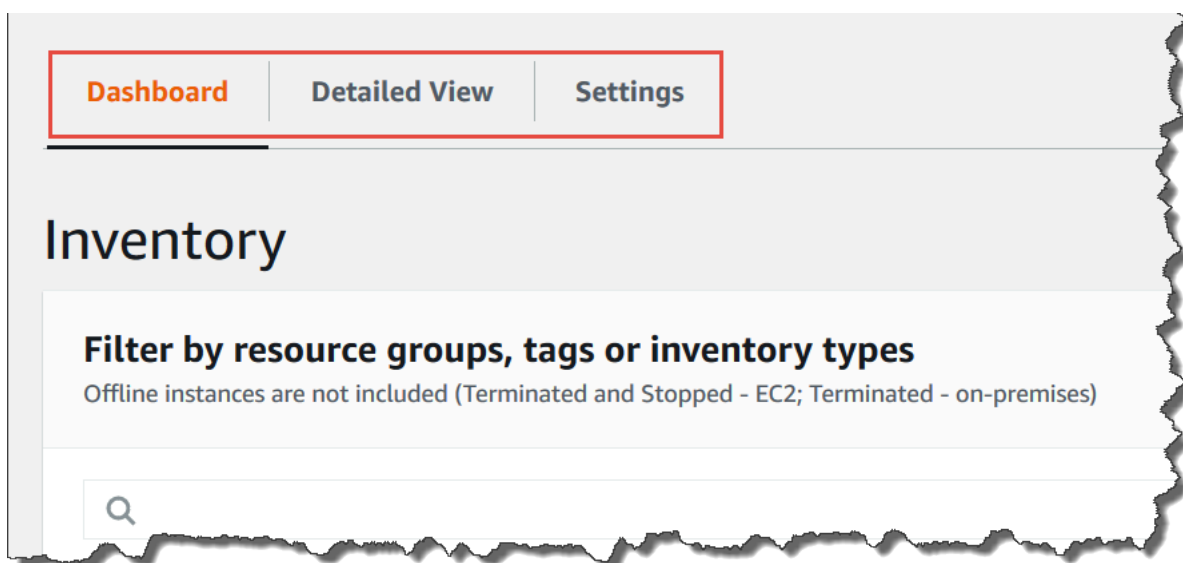 Dashboard Detailed View Settings
Inventory
Filter by resource groups, tags or inventory types
Offline instances are not included (Terminated and Stopped - EC2; Terminated - on-premises)